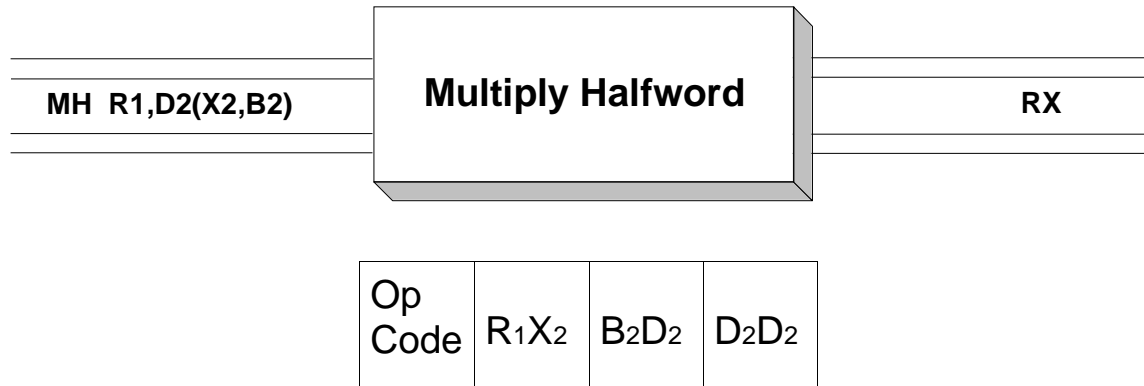 MH R1,D2(X2,B2)
Multiply Halfword
RX
Op
Code
R1X2
B2D2
D2D2